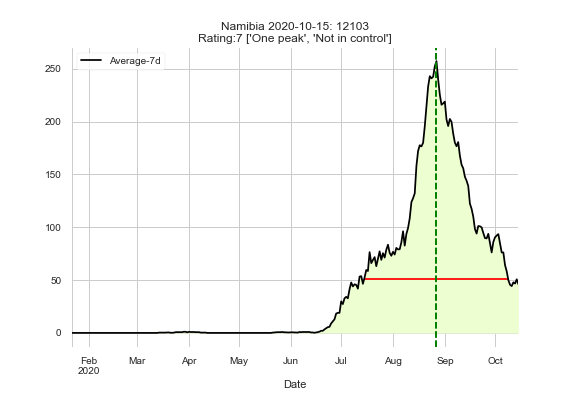 Namibia 2020-10-15: 12103
Rating:7 ['One peak', 'Not in control']
Average-7d
250
200
150
100
50
0
Feb Mar Apr May Jun Jul Aug Sep Oct
2020
Date